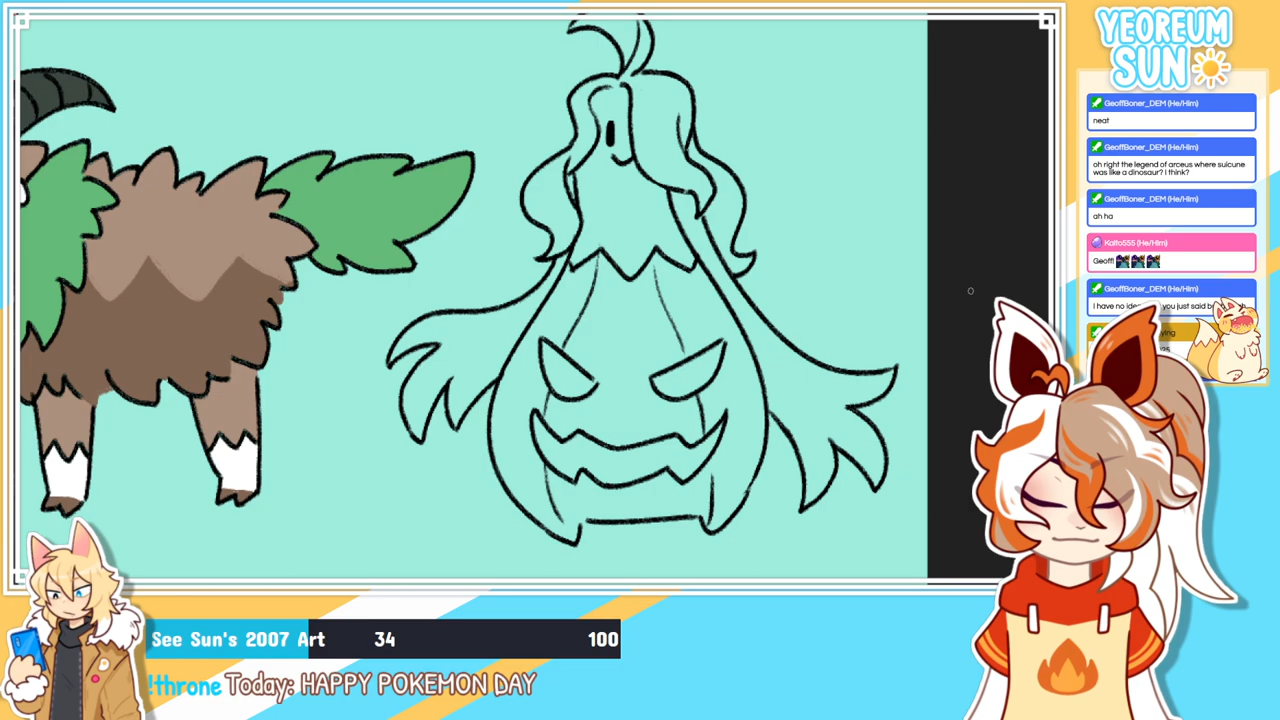 YEOREUM
SUN
GeoffBoner_DEM (He/Him)
neat
GeoffBoner_DEM (He/Him)
oh right the legend of arceus where suicune
was like a dinosaur? I think?
GeoffBoner_DEM (He/Him)
ah ha
Kaito555 (He/Him)
Geoff!
GeoffBoner_DEM (He/Him)
I have no you just said
See Sun's 2007 Art 34 100
!throne Today: HAPPY POKEMON DAY